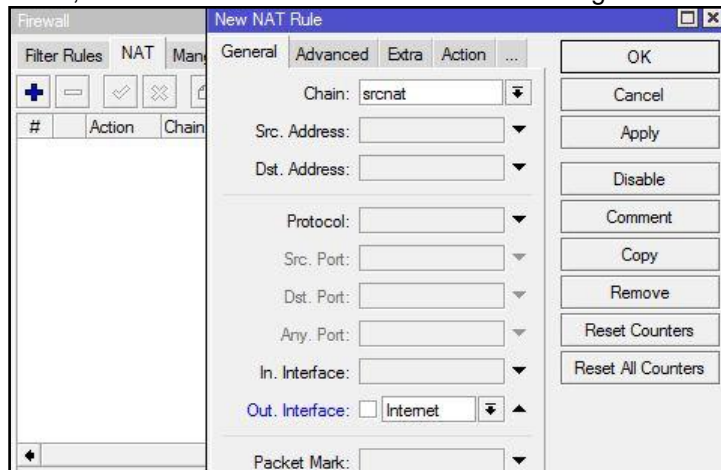 Firewall
New NAT Rule
Filter Rules NAT
General Advanced Extra Action ...
OK
Chain: srcnat
Cancel
# Action Chain
Src. Address:
Apply
Dst. Address:
Disable
Protocol:
Comment
Src. Port:
Copy
Dst. Port:
Remove
Any. Port:
Reset Counters
In. Interface:
Reset All Counters
Out. Interface: Internet
Packet Mark: